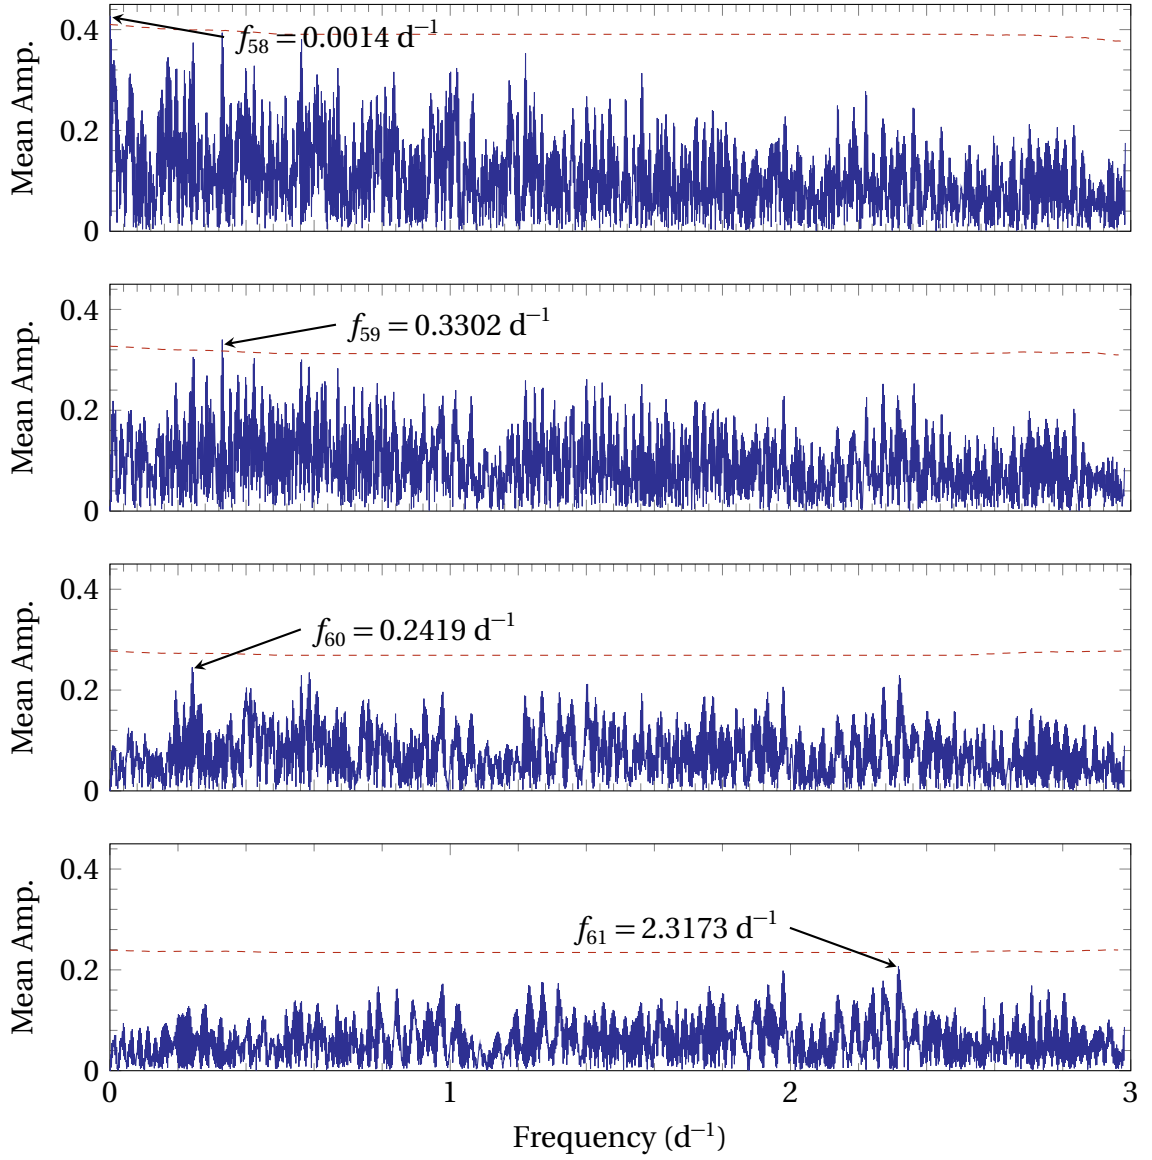 0.4
0.2
0
Mean Amp.
f₅₈ = 0.0014 d⁻¹
0.4
0.2
0
Mean Amp.
f₅₉ = 0.3302 d⁻¹
0.4
0.2
0
Mean Amp.
f₆₀ = 0.2419 d⁻¹
0.4
0.2
0
Mean Amp.
f₆₁ = 2.3173 d⁻¹
0 1 2 3
Frequency (d⁻¹)